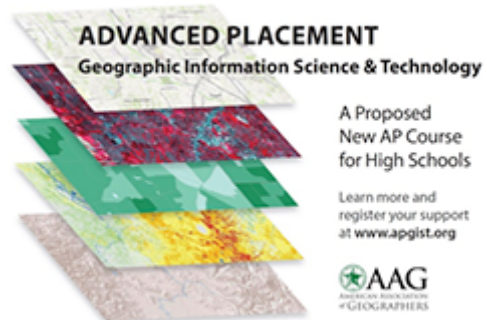 ADVANCED PLACEMENT
Geographic Information Science & Technology
A Proposed
New AP Course
for High Schools
Learn more and
register your support
at www.apgist.org
AAG
AMERICAN ASSOCIATION
of GEOGRAPHERS